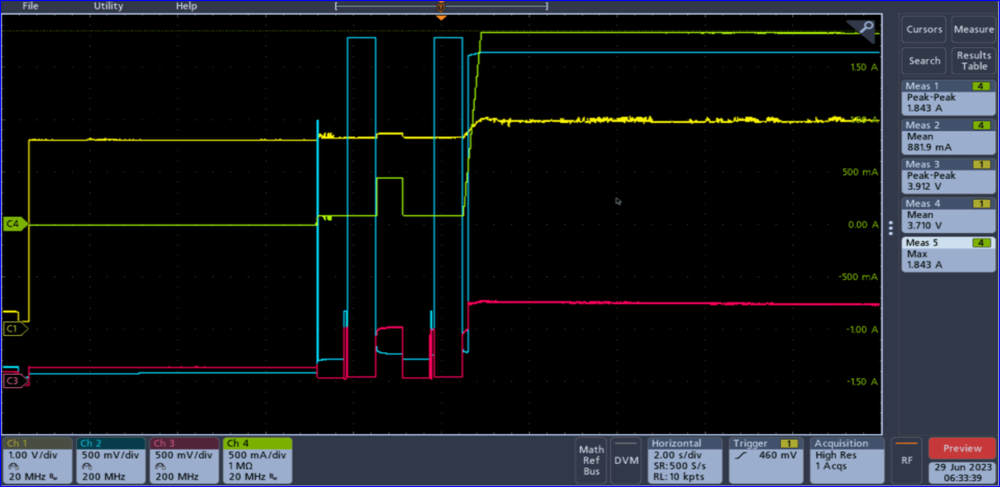 File Utility Help
T
Cursors Measure
Search Results
Table
1.50 A
1.00 A
500 mA
0.00 A
-500 mA
-1.00 A
-1.50 A
C4
C1
C3
Meas 1 4
Peak-Peak
1.843 A
Meas 2 4
Mean
881.9 mA
Meas 3 1
Peak-Peak
3.912 V
Meas 4 1
Mean
3.710 V
Meas 5 4
Max
1.843 A
Ch 1
1.00 V/div
20 MHz Bw
Ch 2
500 mV/div
200 MHz
Ch 3
500 mV/div
200 MHz
Ch 4
500 mA/div
1 MΩ
20 MHz Bw
Math
Ref
Bus
DVM
Horizontal
2.00 s/div
SR: 500 S/s
RL: 10 kpts
Trigger 1
460 mV
Acquisition
High Res
1 Acqs
RF
Preview
29 Jun 2023
06:33:39